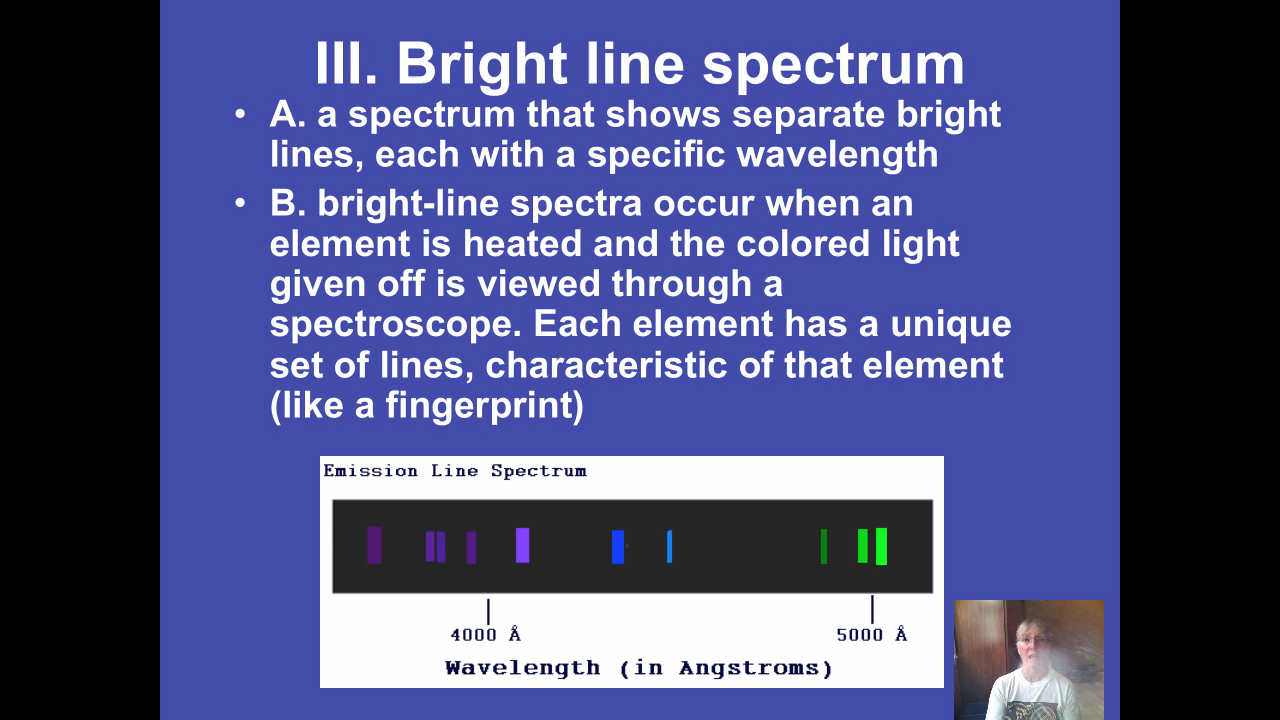 III. Bright line spectrum
• A. a spectrum that shows separate bright
lines, each with a specific wavelength
• B. bright-line spectra occur when an
element is heated and the colored light
given off is viewed through a
spectroscope. Each element has a unique
set of lines, characteristic of that element
(like a fingerprint)
Emission Line Spectrum
4000 Å 5000 Å
Wavelength (in Angstroms)